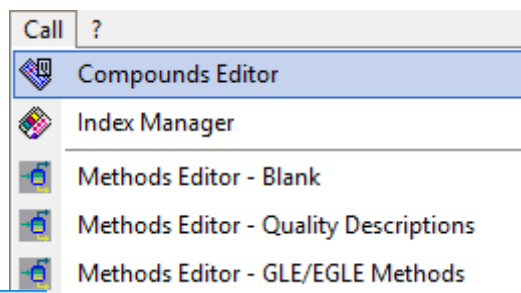 Call ?
Compounds Editor
Index Manager
Methods Editor - Blank
Methods Editor - Quality Descriptions
Methods Editor - GLE/EGLE Methods